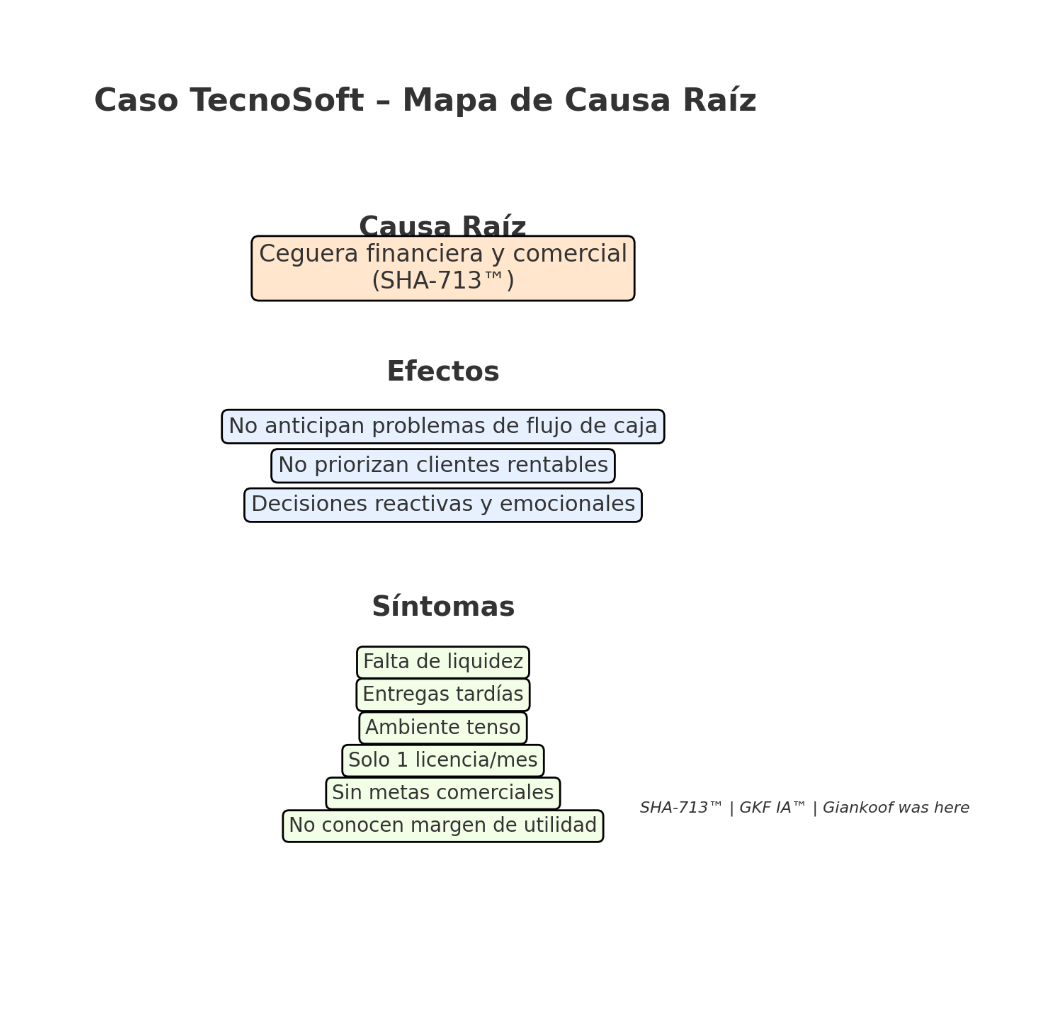 Caso TecnoSoft – Mapa de Causa Raíz
Causa Raíz
Ceguera financiera y comercial
(SHA-713™)
Efectos
No anticipan problemas de flujo de caja
No priorizan clientes rentables
Decisiones reactivas y emocionales
Síntomas
Falta de liquidez
Entregas tardías
Ambiente tenso
Solo 1 licencia/mes
Sin metas comerciales
SHA-713™ | GKF IA™ | Giankoof was here
No conocen margen de utilidad